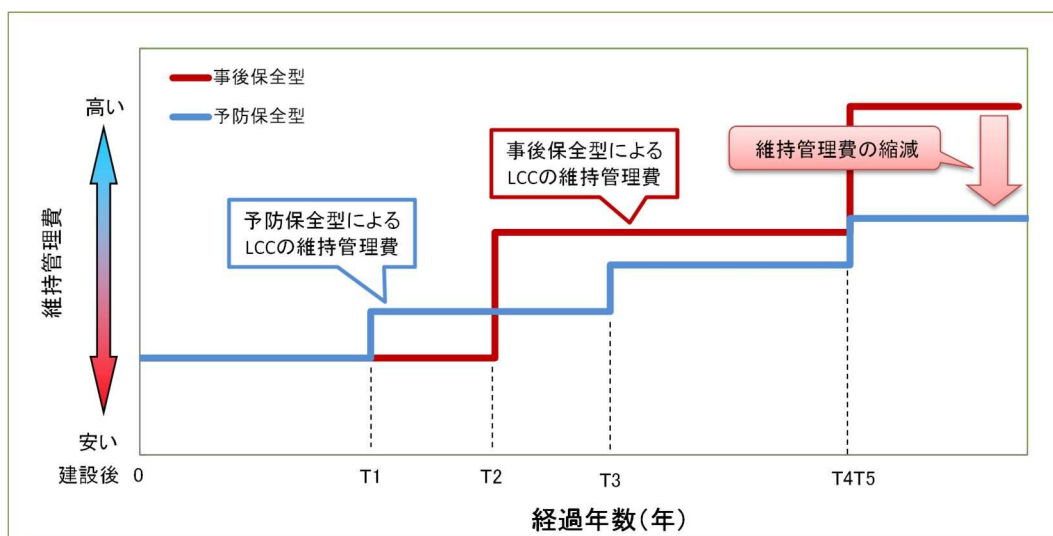 事後保全型
予防保全型
高い
維持管理費
安い
予防保全型による
LCCの維持管理費
事後保全型による
LCCの維持管理費
維持管理費の縮減
建設後 0 T1 T2 T3 T4T5
経過年数(年)